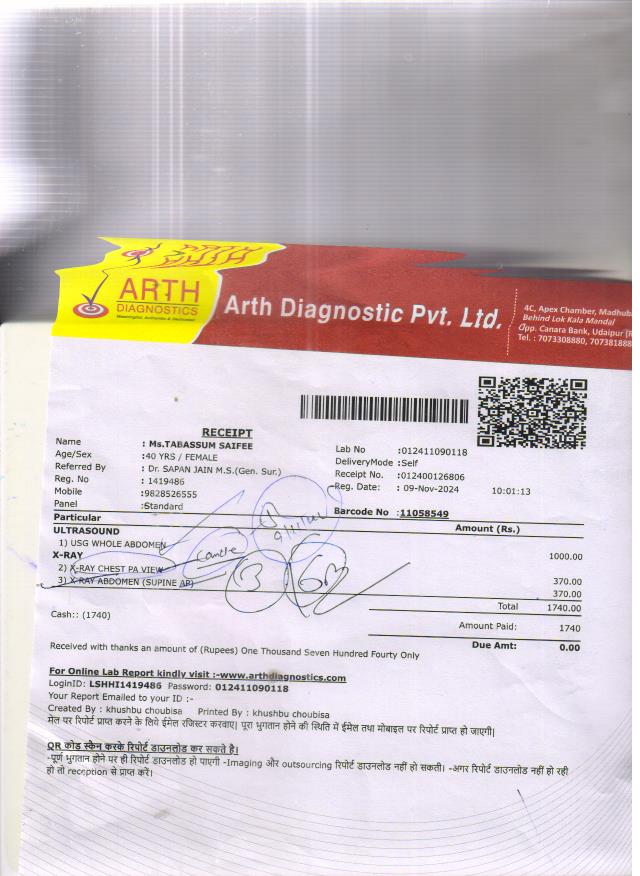 ARTH
DIAGNOSTICS
Arth Diagnostic Pvt. Ltd.
4C, Apex Chamber, Madhuba
Behind Lok Kala Mandal
Opp. Canara Bank, Udaipur (R
Tel. : 7073308880, 707381888
RECEIPT
Name : Ms.TABASSUM SAIFEE
Age/Sex :40 YRS / FEMALE
Referred By : Dr. SAPAN JAIN M.S.(Gen. Sur.)
Reg. No : 1419486
Mobile :9828526555
Panel :Standard
Lab No :012411090118
DeliveryMode :Self
Receipt No. :012400126806
Reg. Date: : 09-Nov-2024 10:01:13
Barcode No :11058549
Particular Amount (Rs.)
ULTRASOUND
1) USG WHOLE ABDOMEN 1000.00
X-RAY
2) X-RAY CHEST PA VIEW 370.00
3) X-RAY ABDOMEN (SUPINE AP) 370.00
Total 1740.00
Cash:: (1740)
Amount Paid: 1740
Due Amt: 0.00
Received with thanks an amount of (Rupees) One Thousand Seven Hundred Fourty Only
For Online Lab Report kindly visit :-www.arthdiagnostics.com
LoginID: LSHHI1419486 Password: 012411090118
Your Report Emailed to your ID :-
Created By : khushbu choubisa Printed By : khushbu choubisa
मेल पर रिपोर्ट प्राप्त करने के लिये ईमेल रजिस्टर करवाए। पूरा भुगतान होने की स्थिति में ईमेल तथा मोबाइल पर रिपोर्ट प्राप्त हो जाएगी।
QR कोड स्कैन करके रिपोर्ट डाउनलोड कर सकते है।
-पूर्ण भुगतान होने पर ही रिपोर्ट डाउनलोड हो पाएगी -Imaging और outsourcing रिपोर्ट डाउनलोड नहीं हो सकती। -अगर रिपोर्ट डाउनलोड नहीं हो रही
हो तो reception से प्राप्त करें।